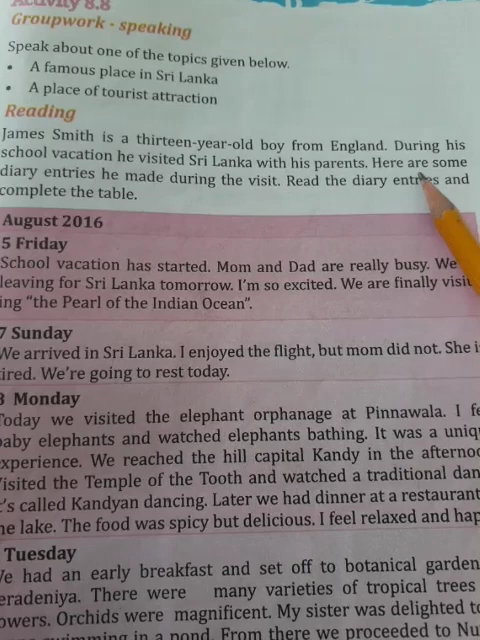 Activity 8.8
Groupwork - speaking
Speak about one of the topics given below.
• A famous place in Sri Lanka
• A place of tourist attraction
Reading
James Smith is a thirteen-year-old boy from England. During his
school vacation he visited Sri Lanka with his parents. Here are some
diary entries he made during the visit. Read the diary entries and
complete the table.
August 2016
5 Friday
School vacation has started. Mom and Dad are really busy. We
leaving for Sri Lanka tomorrow. I'm so excited. We are finally visit
ing "the Pearl of the Indian Ocean".
7 Sunday
We arrived in Sri Lanka. I enjoyed the flight, but mom did not. She i
tired. We're going to rest today.
8 Monday
Today we visited the elephant orphanage at Pinnawala. I fe
baby elephants and watched elephants bathing. It was a uniq
experience. We reached the hill capital Kandy in the afternoo
Visited the Temple of the Tooth and watched a traditional dan
t's called Kandyan dancing. Later we had dinner at a restaurant
he lake. The food was spicy but delicious. I feel relaxed and hap
Tuesday
We had an early breakfast and set off to botanical garden
eradeniya. There were many varieties of tropical trees
owers. Orchids were magnificent. My sister was delighted to
swimming in a pond. From there we proceeded to Nu